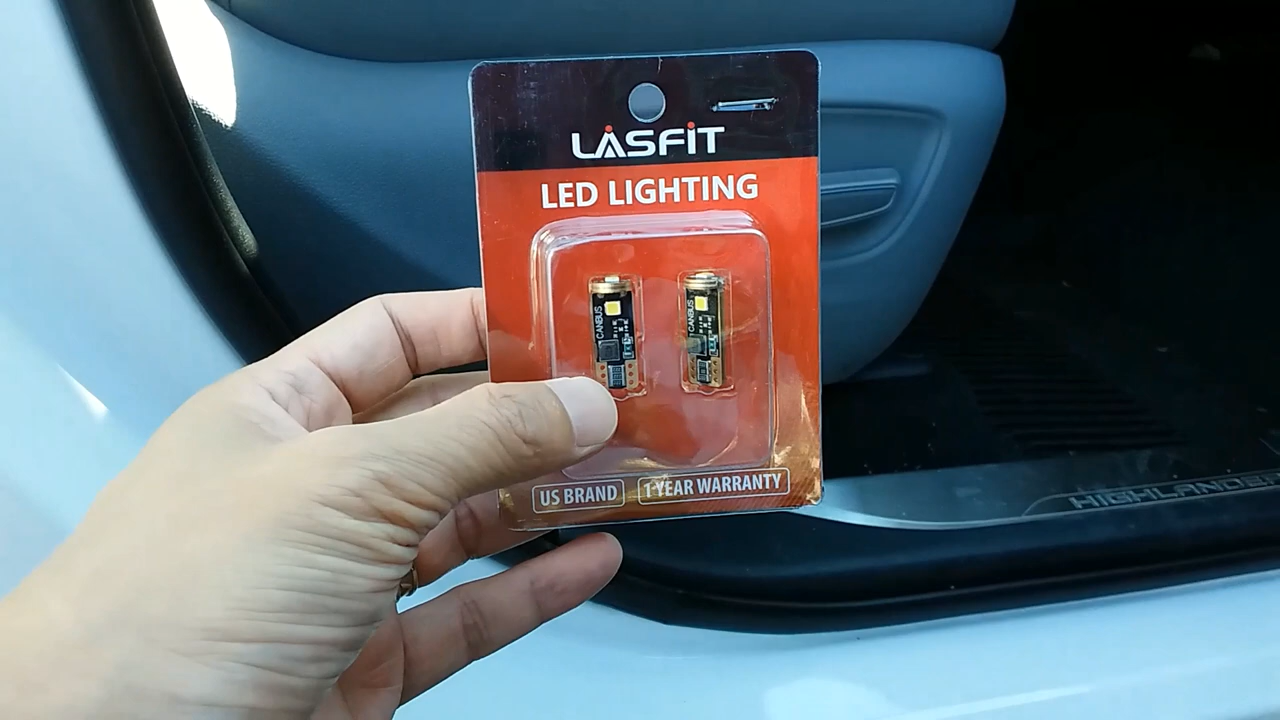 LASFIT
LED LIGHTING
CANBUS
CANBUS
US BRAND
1 YEAR WARRANTY
HIGHLANDER